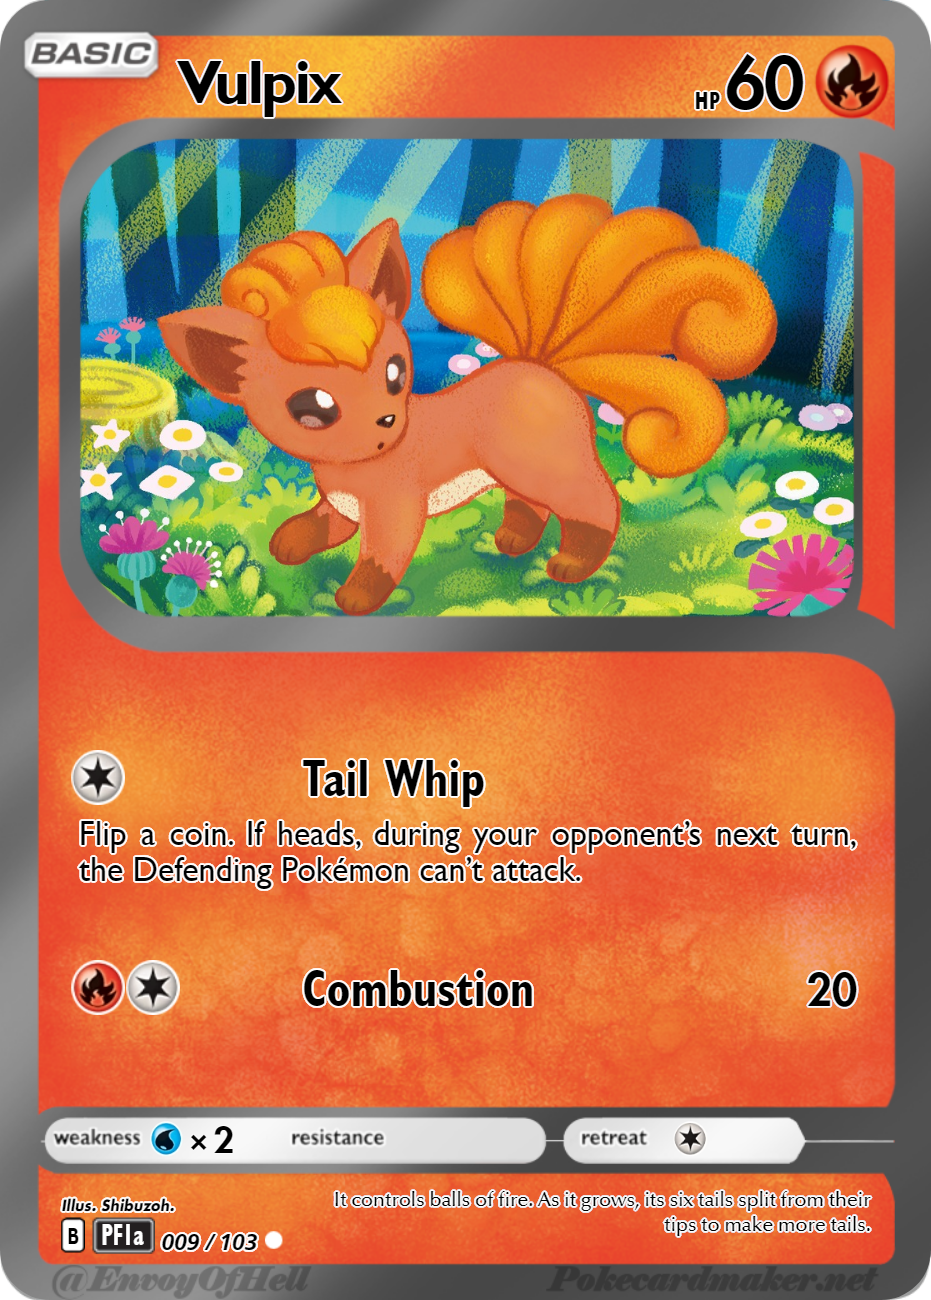 BASIC
Vulpix
HP 60
Tail Whip
Flip a coin. If heads, during your opponent's next turn,
the Defending Pokémon can't attack.
Combustion 20
weakness × 2 resistance retreat
Illus. Shibuzoh.
It controls balls of fire. As it grows, its six tails split from their
tips to make more tails.
B PF1a 009 / 103
@EnvoyOfHell Pokecardmaker.net